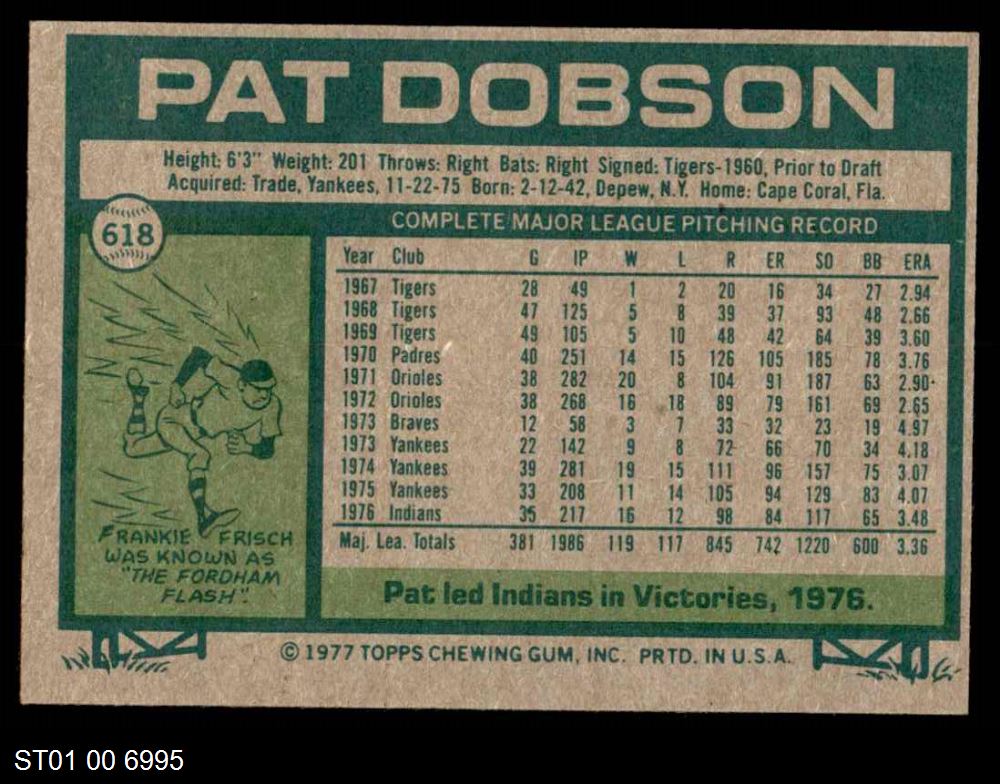 PAT DOBSON
Height: 6'3" Weight: 201 Throws: Right Bats: Right Signed: Tigers-1960, Prior to Draft
Acquired: Trade, Yankees, 11-22-75 Born: 2-12-42, Depew, N.Y. Home: Cape Coral, Fla.
618
COMPLETE MAJOR LEAGUE PITCHING RECORD
Year Club G IP W L R ER SO BB ERA
1967 Tigers 28 49 1 2 20 16 34 27 2.94
1968 Tigers 47 125 5 8 39 37 93 48 2.66
1969 Tigers 49 105 5 10 48 42 64 39 3.60
1970 Padres 40 251 14 15 126 105 185 78 3.76
1971 Orioles 38 282 20 8 104 91 187 63 2.90
1972 Orioles 38 268 16 18 89 79 161 69 2.65
1973 Braves 12 58 3 7 33 32 23 19 4.97
1973 Yankees 22 142 9 8 72 66 70 34 4.18
1974 Yankees 39 281 19 15 111 96 157 75 3.07
1975 Yankees 33 208 11 14 105 94 129 83 4.07
1976 Indians 35 217 16 12 98 84 117 65 3.48
Maj. Lea. Totals 381 1986 119 117 845 742 1220 600 3.36
FRANKIE FRISCH
WAS KNOWN AS
"THE FORDHAM
FLASH".
Pat led Indians in Victories, 1976.
© 1977 TOPPS CHEWING GUM, INC. PRTD. IN U.S.A.
ST01 00 6995